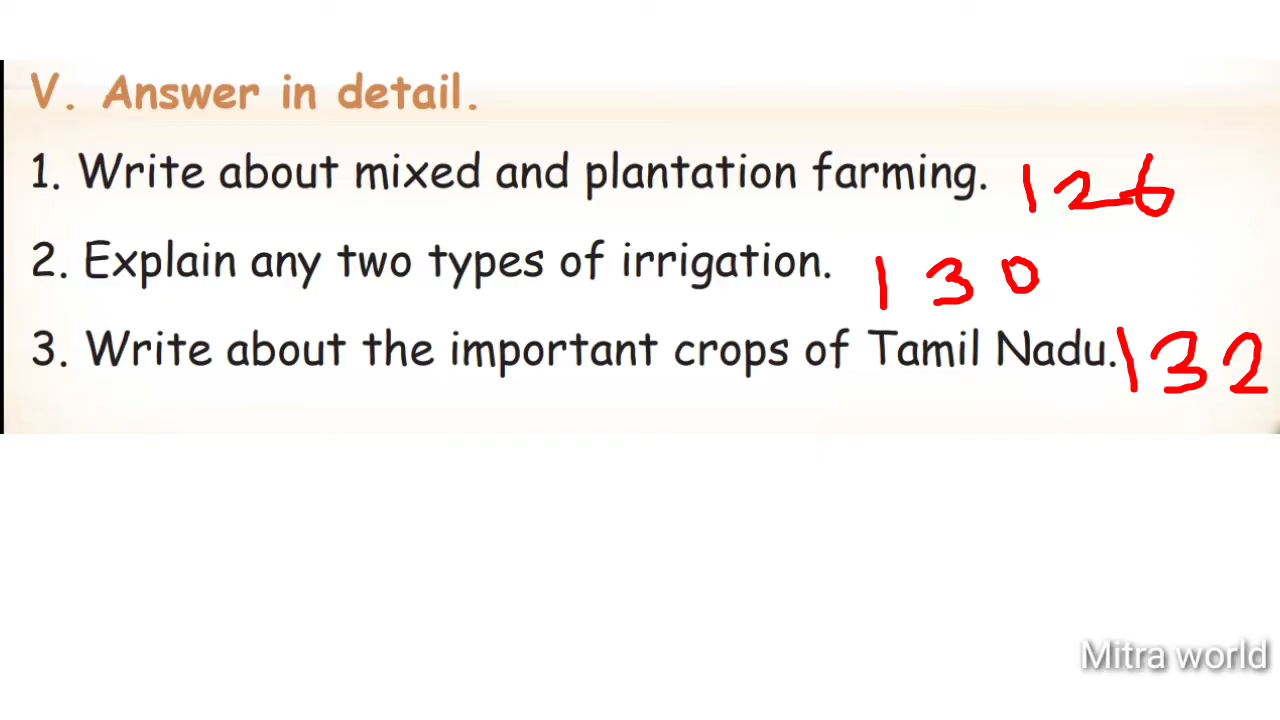 V. Answer in detail.
1. Write about mixed and plantation farming. 126
2. Explain any two types of irrigation. 130
3. Write about the important crops of Tamil Nadu. 132
Mitra world